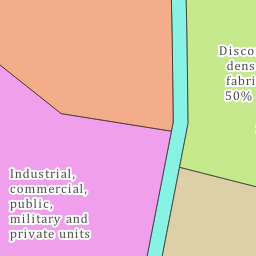 Disco
dens
fabri
50%
Industrial,
commercial,
public,
military and
private units